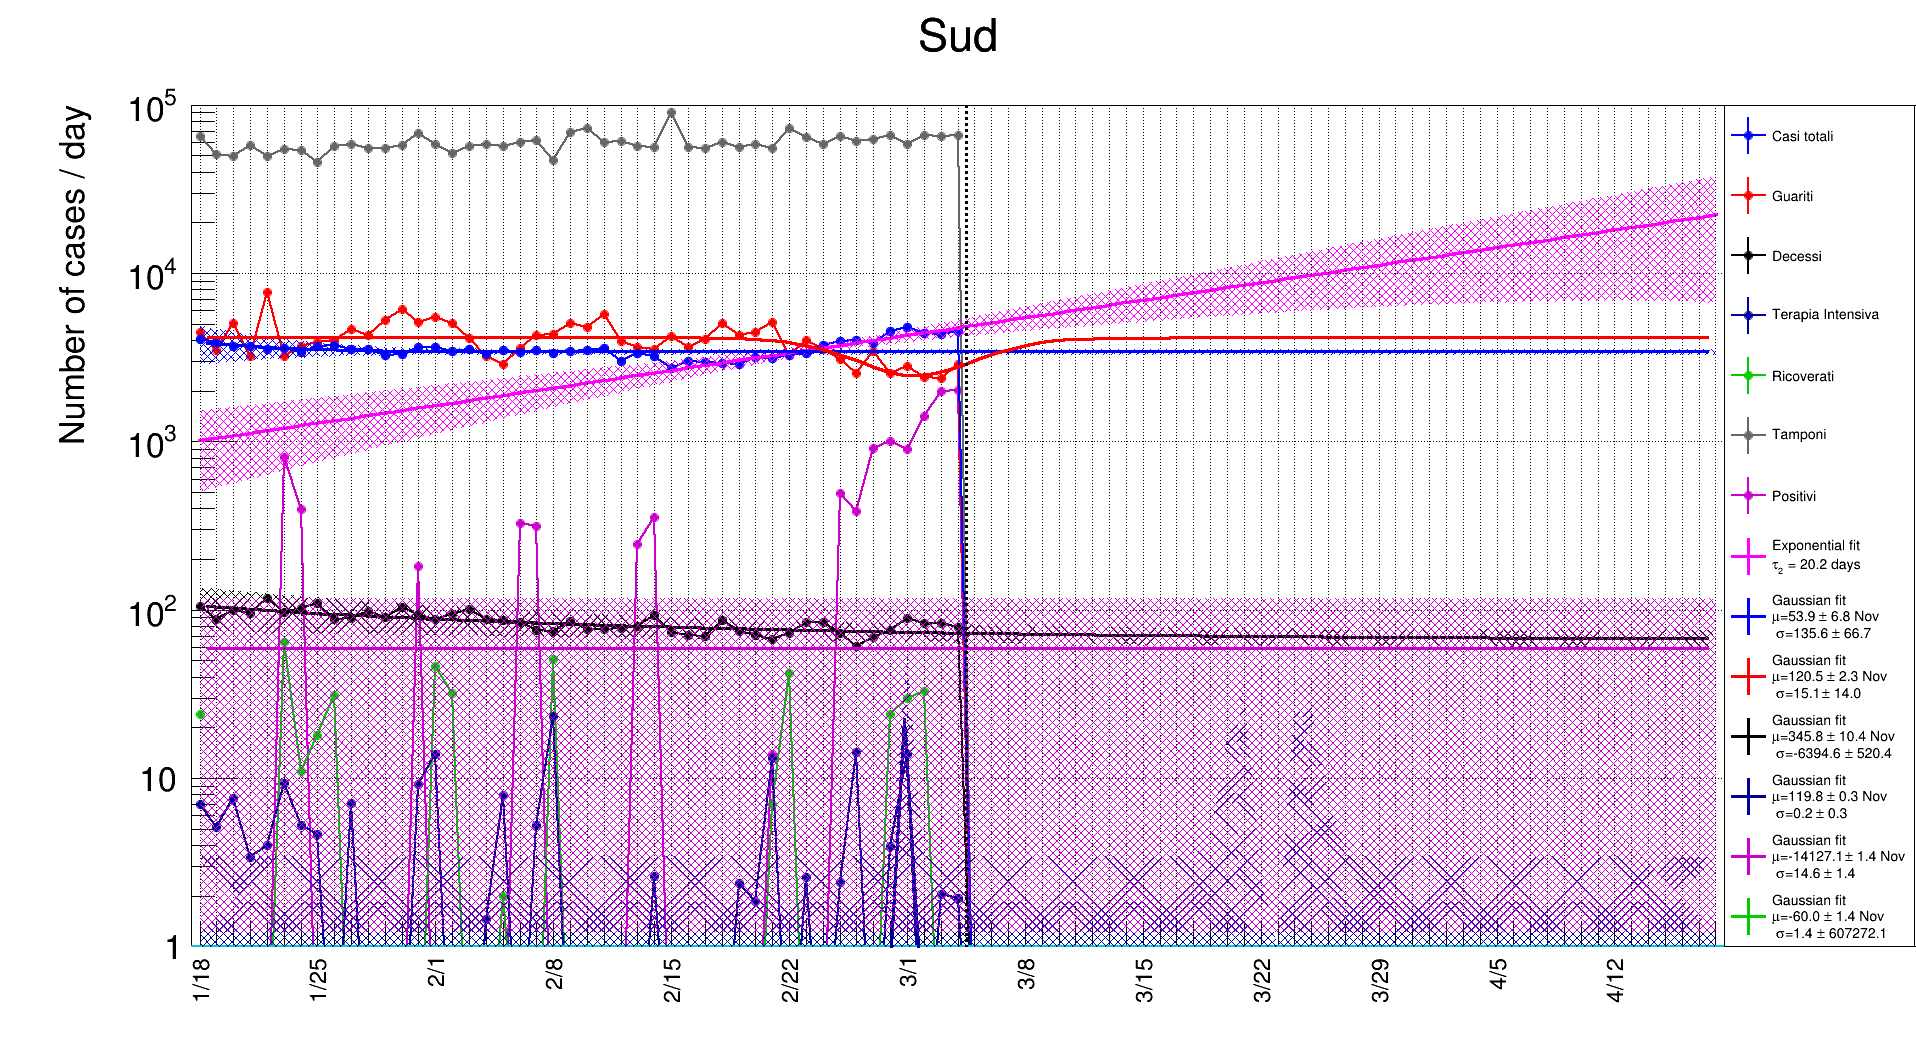 Sud
Number of cases / day
10^5
10^4
10^3
10^2
10
1
1/18
1/25
2/1
2/8
2/15
2/22
3/1
3/8
3/15
3/22
3/29
4/5
4/12
Casi totali
Guariti
Decessi
Terapia Intensiva
Ricoverati
Tamponi
Positivi
Exponential fit
τ₂ = 20.2 days
Gaussian fit
μ=53.9 ± 6.8 Nov
σ=135.6 ± 66.7
Gaussian fit
μ=120.5 ± 2.3 Nov
σ=15.1 ± 14.0
Gaussian fit
μ=345.8 ± 10.4 Nov
σ=-6394.6 ± 520.4
Gaussian fit
μ=119.8 ± 0.3 Nov
σ=0.2 ± 0.3
Gaussian fit
μ=-14127.1 ± 1.4 Nov
σ=14.6 ± 1.4
Gaussian fit
μ=-60.0 ± 1.4 Nov
σ=1.4 ± 607272.1